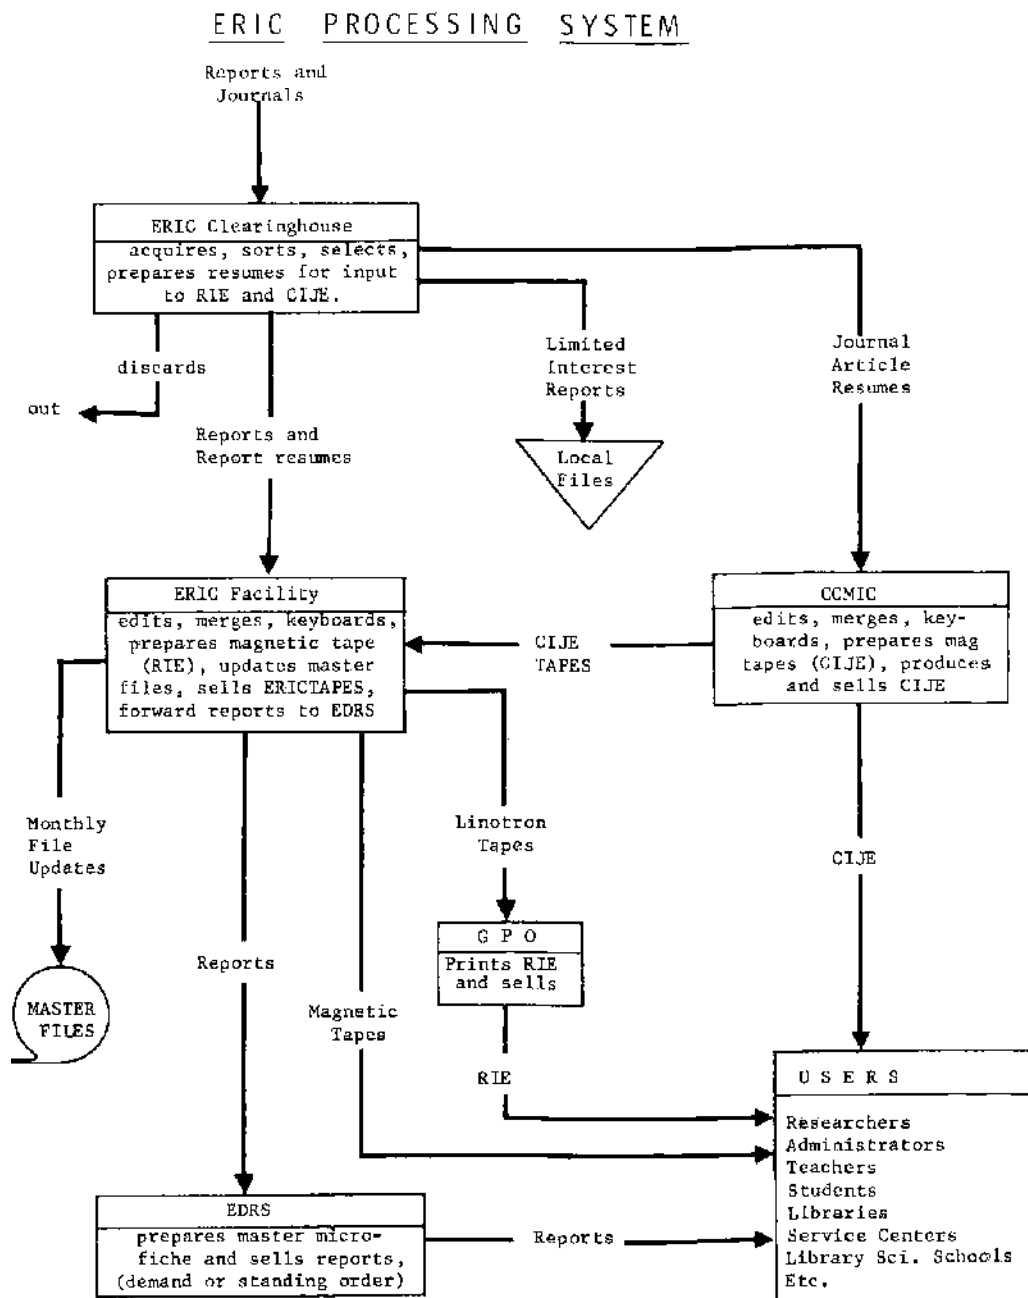 ERIC PROCESSING SYSTEM
Reports and
Journals
ERIC Clearinghouse
acquires, sorts, selects,
prepares resumes for input
to RIE and CIJE.
discards
out
Reports and
Report resumes
Limited
Interest
Reports
Local
Files
Journal
Article
Resumes
ERIC Facility
edits, merges, keyboards,
prepares magnetic tape
(RIE), updates master
files, sells ERICTAPES,
forward reports to EDRS
CIJE
TAPES
CCMIC
edits, merges, key-
boards, prepares mag
tapes (CIJE), produces
and sells CIJE
Monthly
File
Updates
MASTER
FILES
Reports
Magnetic
Tapes
Linotron
Tapes
G P O
Prints RIE
and sells
RIE
CIJE
U S E R S
Researchers
Administrators
Teachers
Students
Libraries
Service Centers
Library Sci. Schools
Etc.
EDRS
prepares master micro-
fiche and sells reports,
(demand or standing order)
Reports